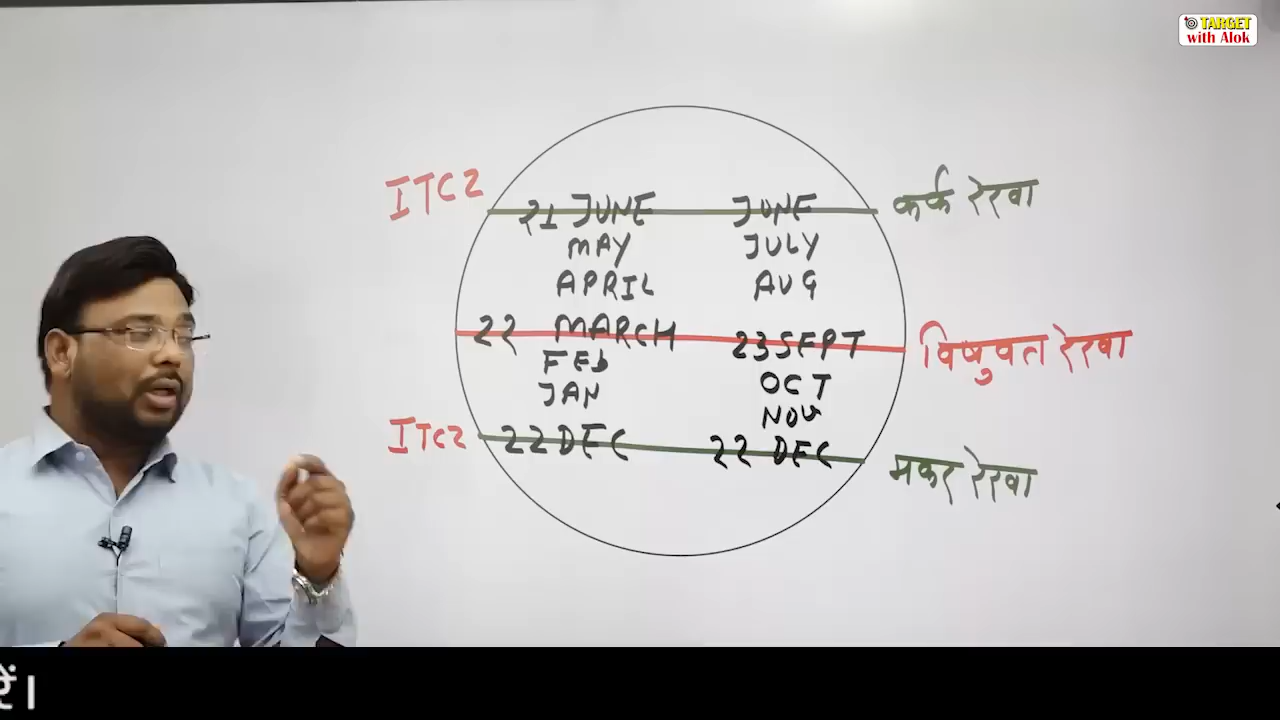 TARGET
with Alok
ITCZ
21 JUNE JUNE
कर्क रेखा
MAY JULY
APRIL AUG
22 MARCH 23 SEPT
विषुवत रेखा
FEB OCT
JAN NOV
ITCZ
22 DEC 22 DEC
मकर रेखा
रें।